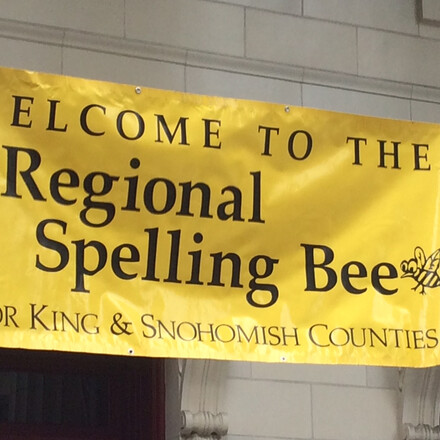 ELCOME TO THE
Regional
Spelling Bee
OR KING & SNOHOMISH COUNTIES